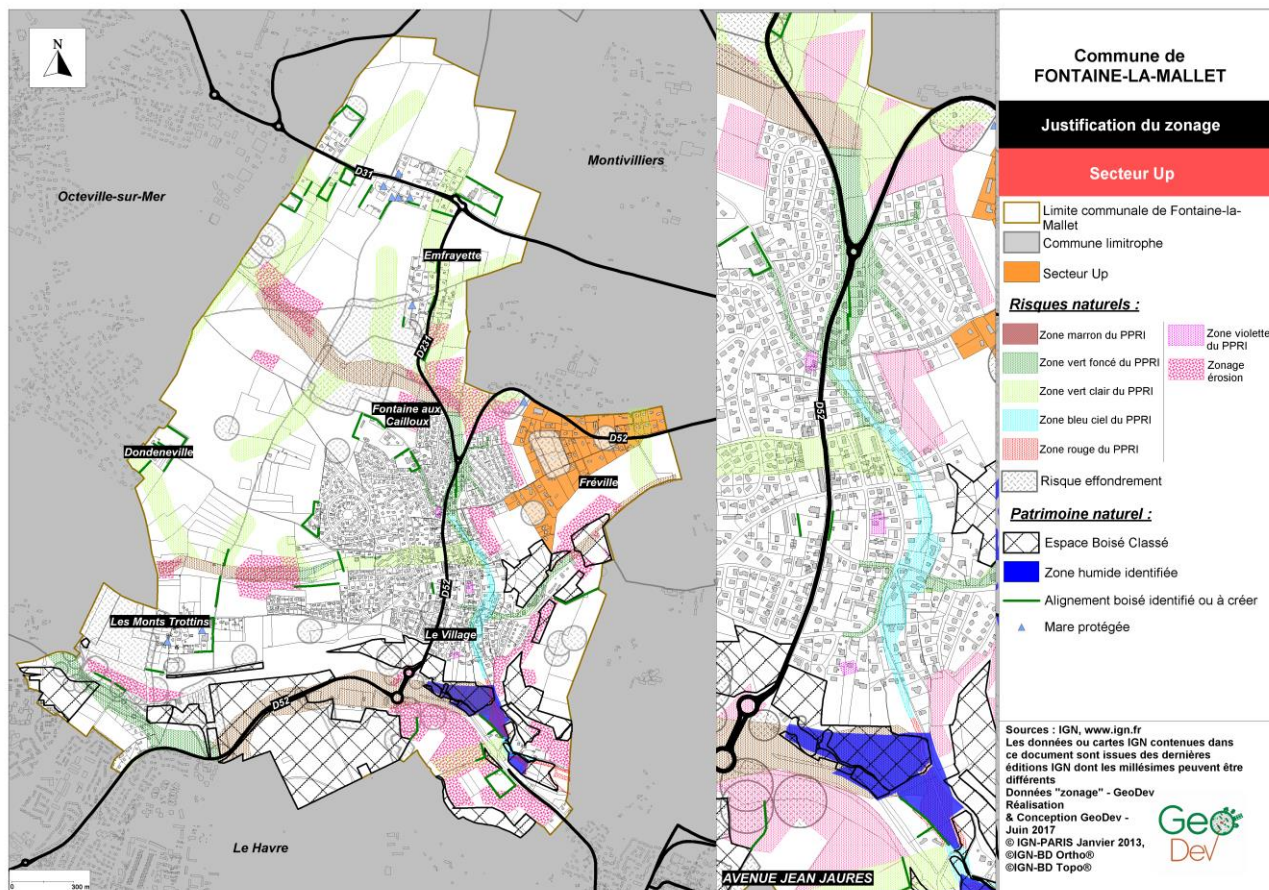 N
Octeville-sur-Mer
Montivilliers
D31
Emfrayette
D231
Fontaine aux
Cailloux
D52
Dondeneville
Fréville
D52
Les Monts Trottins
Le Village
D52
Le Havre
0
300 m
D52
AVENUE JEAN JAURES
Commune de
FONTAINE-LA-MALLET
Justification du zonage
Secteur Up
Limite communale de Fontaine-la-
Mallet
Commune limitrophe
Secteur Up
Risques naturels :
Zone marron du PPRI
Zone violette
du PPRI
Zone vert foncé du PPRI
Zonage
érosion
Zone vert clair du PPRI
Zone bleu ciel du PPRI
Zone rouge du PPRI
Risque effondrement
Patrimoine naturel :
Espace Boisé Classé
Zone humide identifiée
Alignement boisé identifié ou à créer
Mare protégée
Sources : IGN, www.ign.fr
Les données ou cartes IGN contenues dans
ce document sont issues des dernières
éditions IGN dont les millésimes peuvent être
différents
Données "zonage" - GeoDev
Réalisation
& Conception GeoDev -
Juin 2017
© IGN-PARIS Janvier 2013,
©IGN-BD Ortho®
©IGN-BD Topo®
Geo
Dev